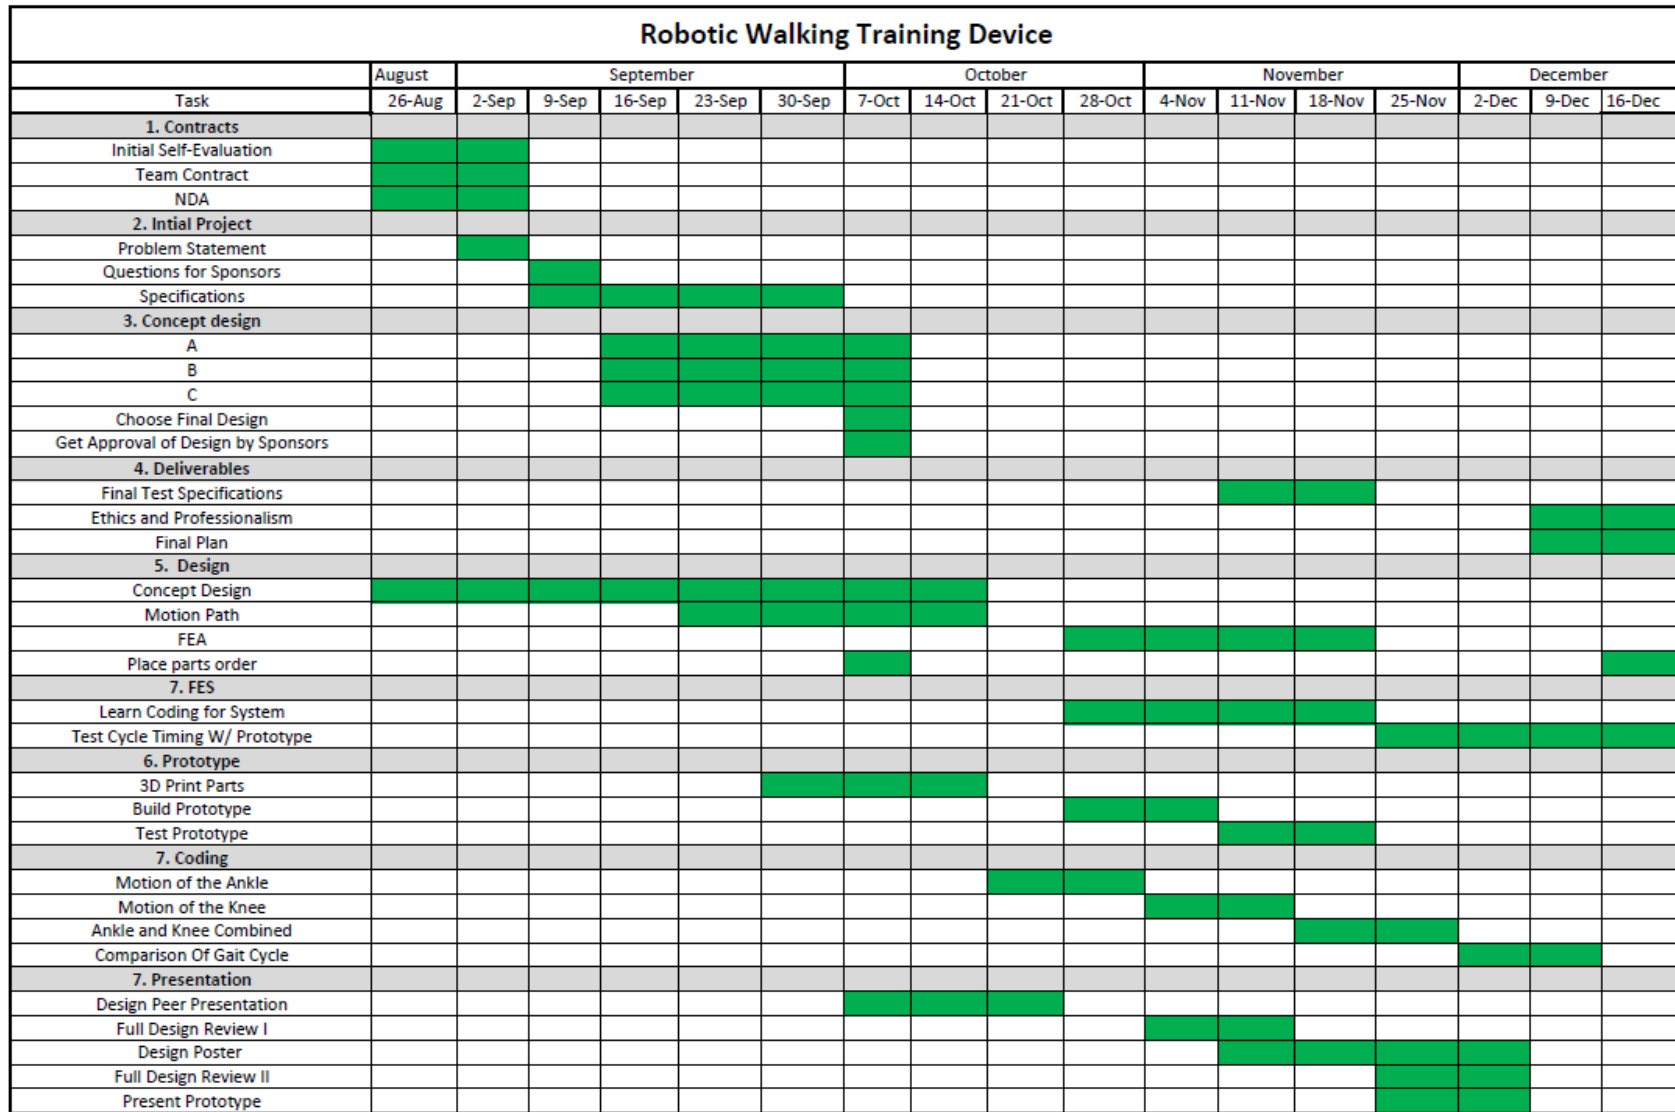 Robotic Walking Training Device
August September October November December
Task 26-Aug 2-Sep 9-Sep 16-Sep 23-Sep 30-Sep 7-Oct 14-Oct 21-Oct 28-Oct 4-Nov 11-Nov 18-Nov 25-Nov 2-Dec 9-Dec 16-Dec
1. Contracts
Initial Self-Evaluation
Team Contract
NDA
2. Intial Project
Problem Statement
Questions for Sponsors
Specifications
3. Concept design
A
B
C
Choose Final Design
Get Approval of Design by Sponsors
4. Deliverables
Final Test Specifications
Ethics and Professionalism
Final Plan
5. Design
Concept Design
Motion Path
FEA
Place parts order
7. FES
Learn Coding for System
Test Cycle Timing W/ Prototype
6. Prototype
3D Print Parts
Build Prototype
Test Prototype
7. Coding
Motion of the Ankle
Motion of the Knee
Ankle and Knee Combined
Comparison Of Gait Cycle
7. Presentation
Design Peer Presentation
Full Design Review I
Design Poster
Full Design Review II
Present Prototype